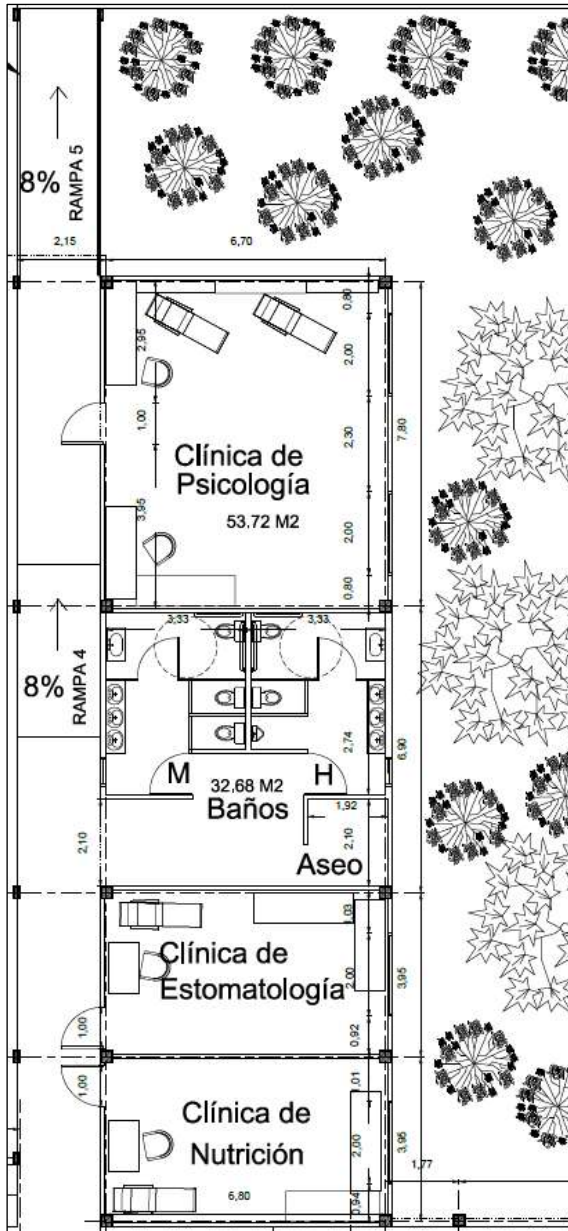 8%
RAMPA 5
2,15
6,70
0,80
2,95
2,00
1,00
2,30
7,80
Clínica de
Psicología
53.72 M2
3,95
2,00
0,80
3,33
3,33
8%
RAMPA 4
2,74
6,90
M
32.68 M2
H
Baños
1,92
2,10
2,10
Aseo
1,03
Clínica de
Estomatología
2,00
3,95
1,00
0,92
1,00
1,01
Clínica de
Nutrición
2,00
3,95
1,77
6,80
0,94